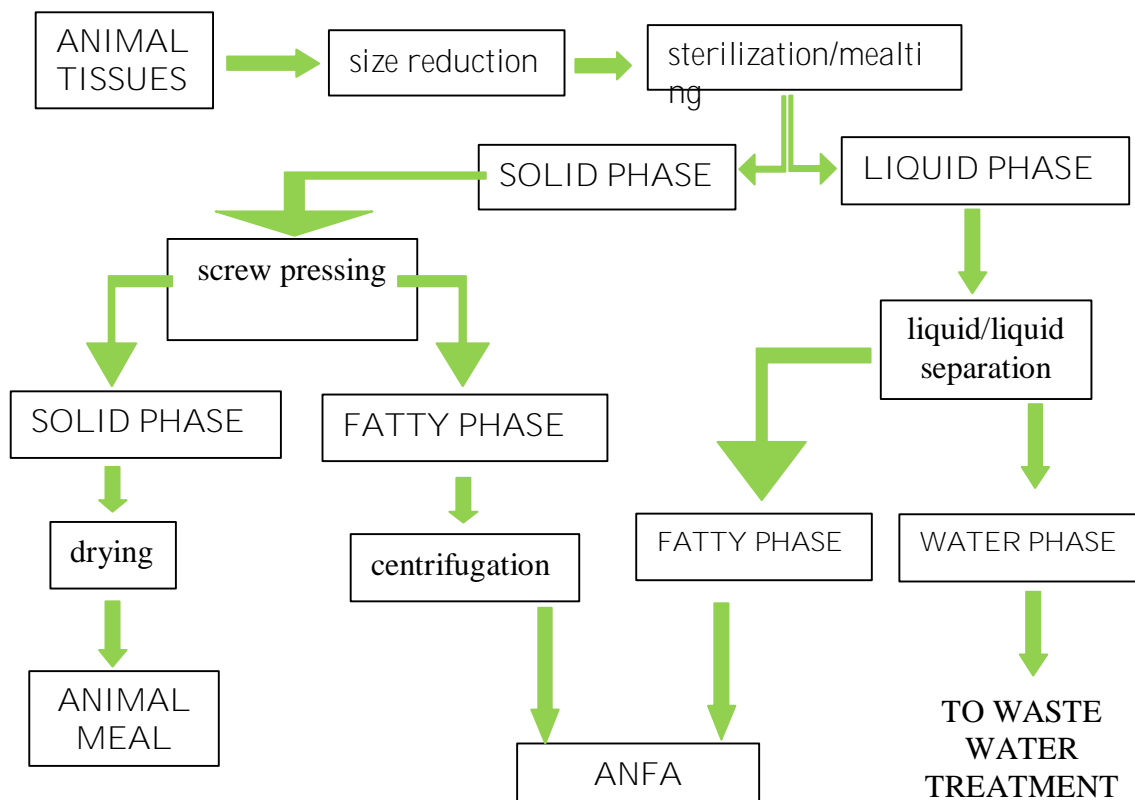 ANIMAL
TISSUES
size reduction
sterilization/mealti
ng
SOLID PHASE
LIQUID PHASE
screw pressing
liquid/liquid
separation
SOLID PHASE
FATTY PHASE
drying
centrifugation
FATTY PHASE
WATER PHASE
ANIMAL
MEAL
ANFA
TO WASTE
WATER
TREATMENT